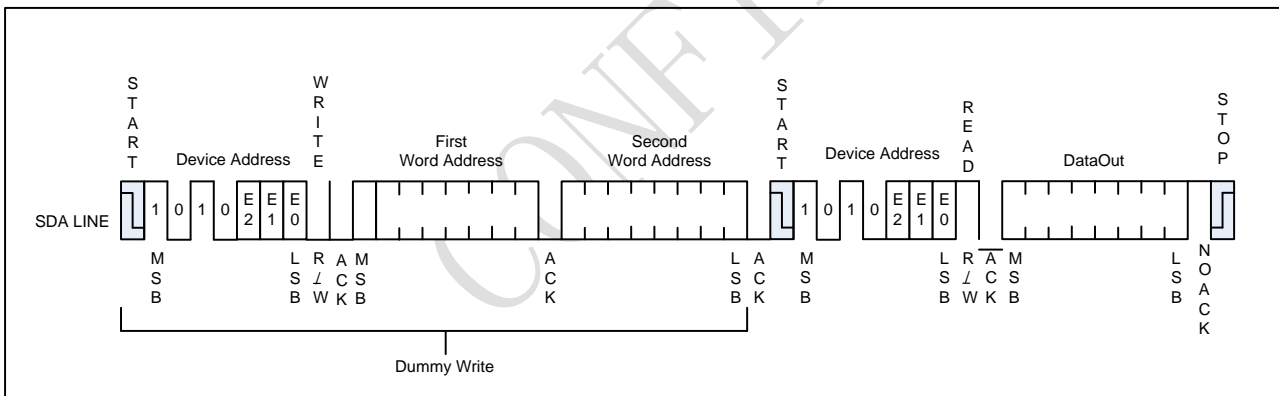 CONF
START
WRITE
START
READ
STOP
Device Address
First
Word Address
Second
Word Address
Device Address
DataOut
SDA LINE
1 0 1 0 E2 E1 E0
1 0 1 0 E2 E1 E0
MSB
LSB
R/W
ACK
MSB
ACK
LSB
ACK
MSB
LSB
R/W
ACK
MSB
LSB
NOACK
Dummy Write